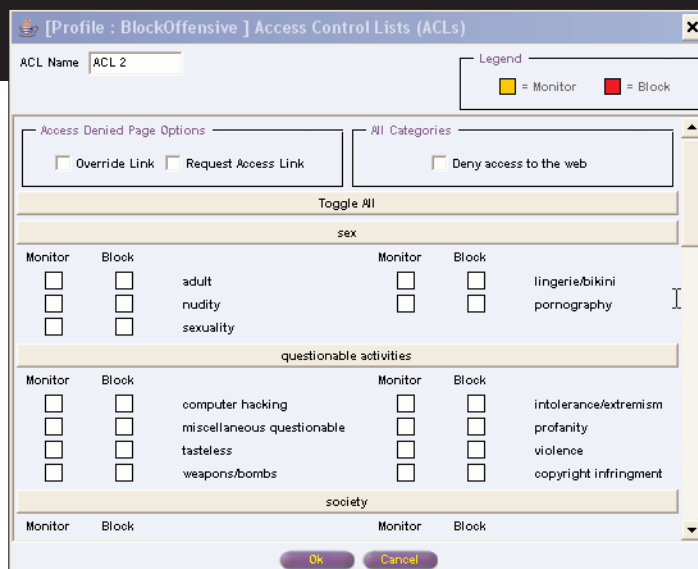 [Profile : BlockOffensive ] Access Control Lists (ACLs)
ACL Name ACL 2
Legend
= Monitor = Block
Access Denied Page Options
Override Link Request Access Link
All Categories
Deny access to the web
Toggle All
sex
Monitor Block Monitor Block
adult lingerie/bikini
nudity pornography
sexuality
questionable activities
Monitor Block Monitor Block
computer hacking intolerance/extremism
miscellaneous questionable profanity
tasteless violence
weapons/bombs copyright infringment
society
Monitor Block Monitor Block
Ok Cancel